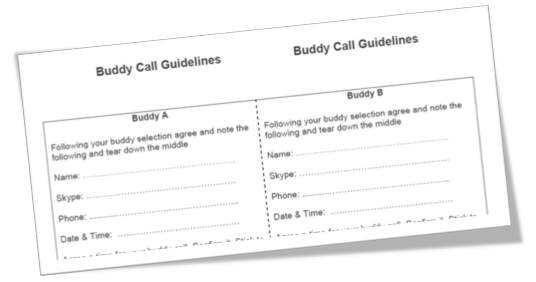 Buddy Call Guidelines
Buddy Call Guidelines
Buddy A
Following your buddy selection agree and note the
following and tear down the middle
Name: ..........................................
Skype: ..........................................
Phone: ..........................................
Date & Time: ..................................
Buddy B
Following your buddy selection agree and note the
following and tear down the middle
Name: ..........................................
Skype: ..........................................
Phone: ..........................................
Date & Time: ..................................